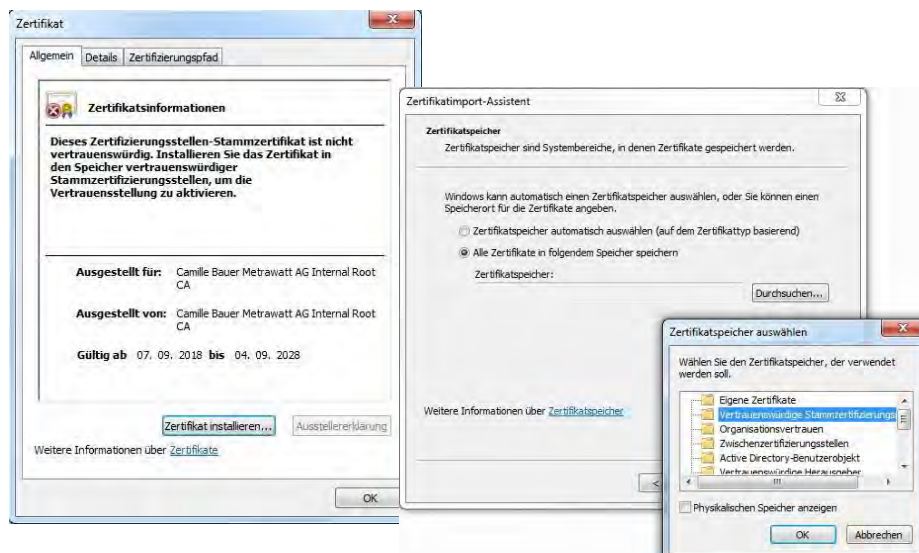 Zertifikat
Allgemein Details Zertifizierungspfad
Zertifikatsinformationen
Dieses Zertifizierungsstellen-Stammzertifikat ist nicht
vertrauenswürdig. Installieren Sie das Zertifikat in
den Speicher vertrauenswürdiger
Stammzertifizierungsstellen, um die
Vertrauensstellung zu aktivieren.
Ausgestellt für: Camille Bauer Metrawatt AG Internal Root
CA
Ausgestellt von: Camille Bauer Metrawatt AG Internal Root
CA
Gültig ab 07. 09. 2018 bis 04. 09. 2028
Zertifikat installieren... Ausstellererklärung
Weitere Informationen über Zertifikate
OK
Zertifikatimport-Assistent
Zertifikatspeicher
Zertifikatspeicher sind Systembereiche, in denen Zertifikate gespeichert werden.
Windows kann automatisch einen Zertifikatspeicher auswählen, oder Sie können einen
Speicherort für die Zertifikate angeben.
Zertifikatspeicher automatisch auswählen (auf dem Zertifikattyp basierend)
Alle Zertifikate in folgendem Speicher speichern
Zertifikatspeicher:
Durchsuchen...
Weitere Informationen über Zertifikatspeicher
<
Zertifikatspeicher auswählen
Wählen Sie den Zertifikatspeicher, der verwendet
werden soll.
Eigene Zertifikate
Vertrauenswürdige Stammzertifizierungs
Organisationsvertrauen
Zwischenzertifizierungsstellen
Active Directory-Benutzerobjekt
Vertrauenswürdige Herausgeber
Physikalischen Speicher anzeigen
OK Abbrechen